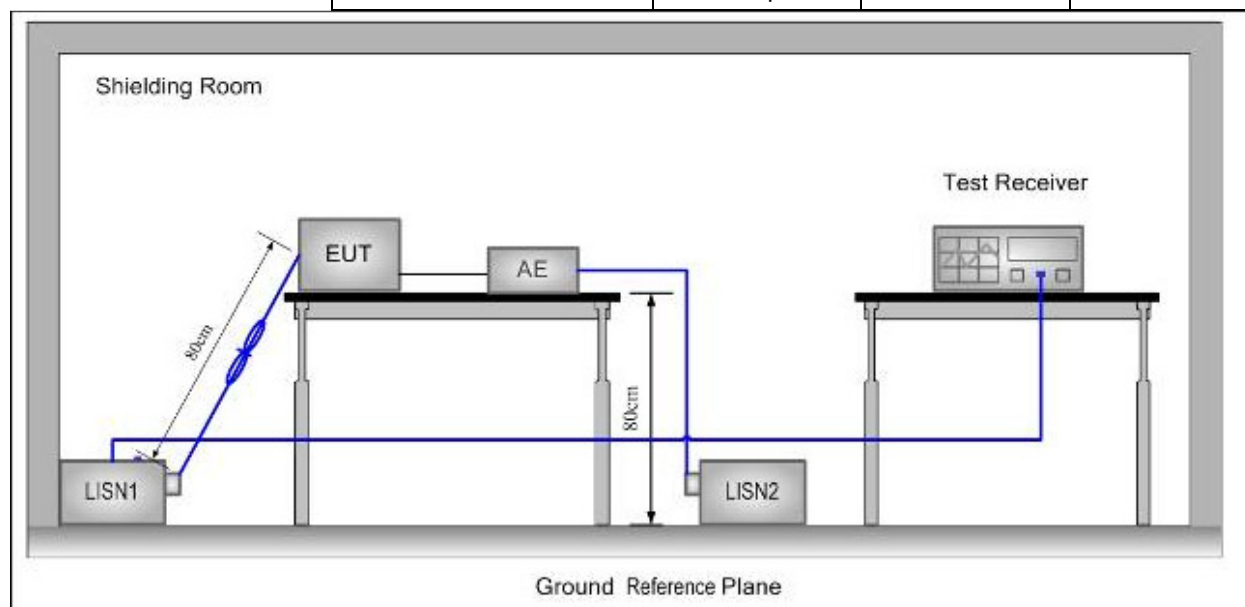 Shielding Room
Test Receiver
EUT
AE
80cm
80cm
LISN1
LISN2
Ground Reference Plane